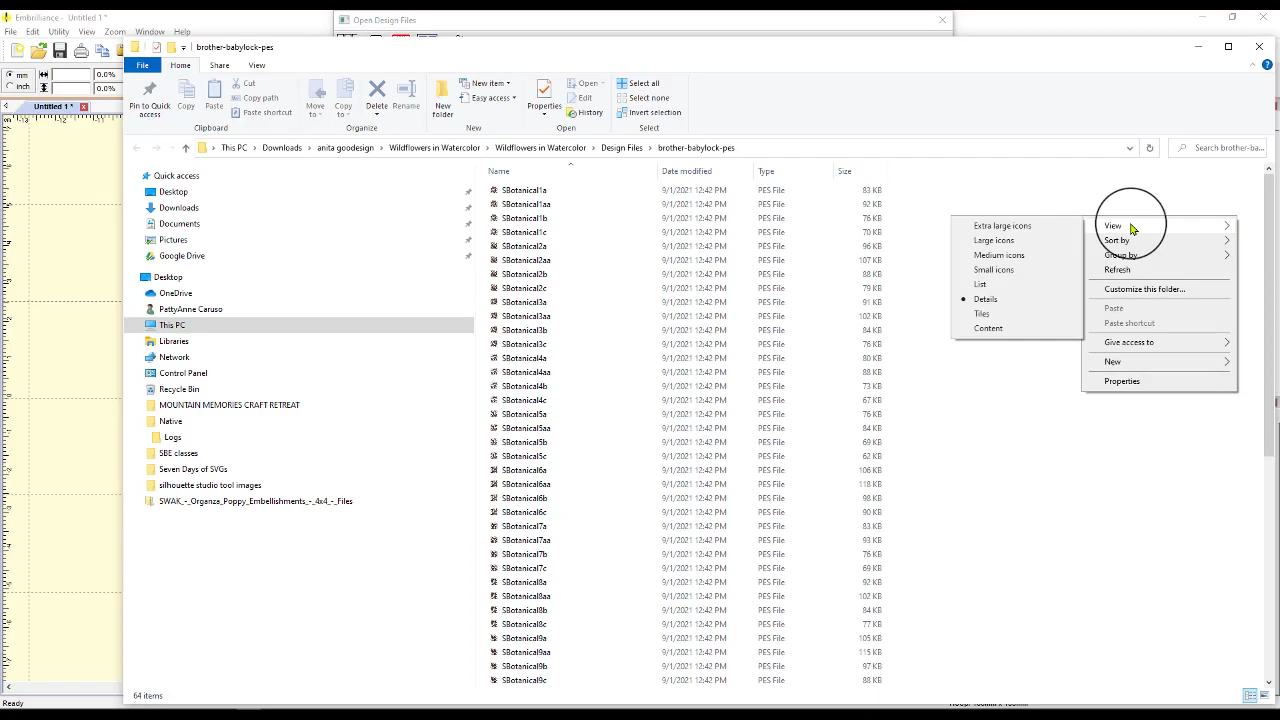 Embrilliance - Untitled 1 *
Open Design Files
File Edit Utility View Zoom Window Help
brother-babylock-pes
File Home Share View
mm 0.0%
inch 0.0%
Pin to Quick access
Copy
Paste
Cut
Copy path
Paste shortcut
Move to
Copy to
Delete
Rename
New folder
New item
Easy access
Properties
Open
Edit
History
Select all
Select none
Invert selection
Clipboard Organize New Open Select
Untitled 1 *
This PC Downloads anita goodesign Wildflowers in Watercolor Wildflowers in Watercolor Design Files brother-babylock-pes
Search brother-ba...
-13 -12 -11
Quick access
Desktop
Downloads
Documents
Pictures
Google Drive
Desktop
OneDrive
PattyAnne Caruso
This PC
Libraries
Network
Control Panel
Recycle Bin
MOUNTAIN MEMORIES CRAFT RETREAT
Native
Logs
SBE classes
Seven Days of SVGs
silhouette studio tool images
SWAK_-_Organza_Poppy_Embellishments_-_4x4_-_Files
Name Date modified Type Size
SBotanical1a 9/1/2021 12:42 PM PES File 83 KB
SBotanical1aa 9/1/2021 12:42 PM PES File 92 KB
SBotanical1b 9/1/2021 12:42 PM PES File 76 KB
SBotanical1c 9/1/2021 12:42 PM PES File 70 KB
SBotanical2a 9/1/2021 12:42 PM PES File 96 KB
SBotanical2aa 9/1/2021 12:42 PM PES File 107 KB
SBotanical2b 9/1/2021 12:42 PM PES File 88 KB
SBotanical2c 9/1/2021 12:42 PM PES File 79 KB
SBotanical3a 9/1/2021 12:42 PM PES File 91 KB
SBotanical3aa 9/1/2021 12:42 PM PES File 102 KB
SBotanical3b 9/1/2021 12:42 PM PES File 84 KB
SBotanical3c 9/1/2021 12:42 PM PES File 76 KB
SBotanical4a 9/1/2021 12:42 PM PES File 80 KB
SBotanical4aa 9/1/2021 12:42 PM PES File 88 KB
SBotanical4b 9/1/2021 12:42 PM PES File 73 KB
SBotanical4c 9/1/2021 12:42 PM PES File 67 KB
SBotanical5a 9/1/2021 12:42 PM PES File 76 KB
SBotanical5aa 9/1/2021 12:42 PM PES File 84 KB
SBotanical5b 9/1/2021 12:42 PM PES File 69 KB
SBotanical5c 9/1/2021 12:42 PM PES File 62 KB
SBotanical6a 9/1/2021 12:42 PM PES File 106 KB
SBotanical6aa 9/1/2021 12:42 PM PES File 118 KB
SBotanical6b 9/1/2021 12:42 PM PES File 98 KB
SBotanical6c 9/1/2021 12:42 PM PES File 90 KB
SBotanical7a 9/1/2021 12:42 PM PES File 84 KB
SBotanical7aa 9/1/2021 12:42 PM PES File 93 KB
SBotanical7b 9/1/2021 12:42 PM PES File 76 KB
SBotanical7c 9/1/2021 12:42 PM PES File 69 KB
SBotanical8a 9/1/2021 12:42 PM PES File 92 KB
SBotanical8aa 9/1/2021 12:42 PM PES File 102 KB
SBotanical8b 9/1/2021 12:42 PM PES File 84 KB
SBotanical8c 9/1/2021 12:42 PM PES File 77 KB
SBotanical9a 9/1/2021 12:42 PM PES File 105 KB
SBotanical9aa 9/1/2021 12:42 PM PES File 115 KB
SBotanical9b 9/1/2021 12:42 PM PES File 97 KB
SBotanical9c 9/1/2021 12:42 PM PES File 88 KB
Extra large icons
Large icons
Medium icons
Small icons
List
Details
Tiles
Content
View
Sort by
Group by
Refresh
Customize this folder...
Paste
Paste shortcut
Give access to
New
Properties
64 items
Ready